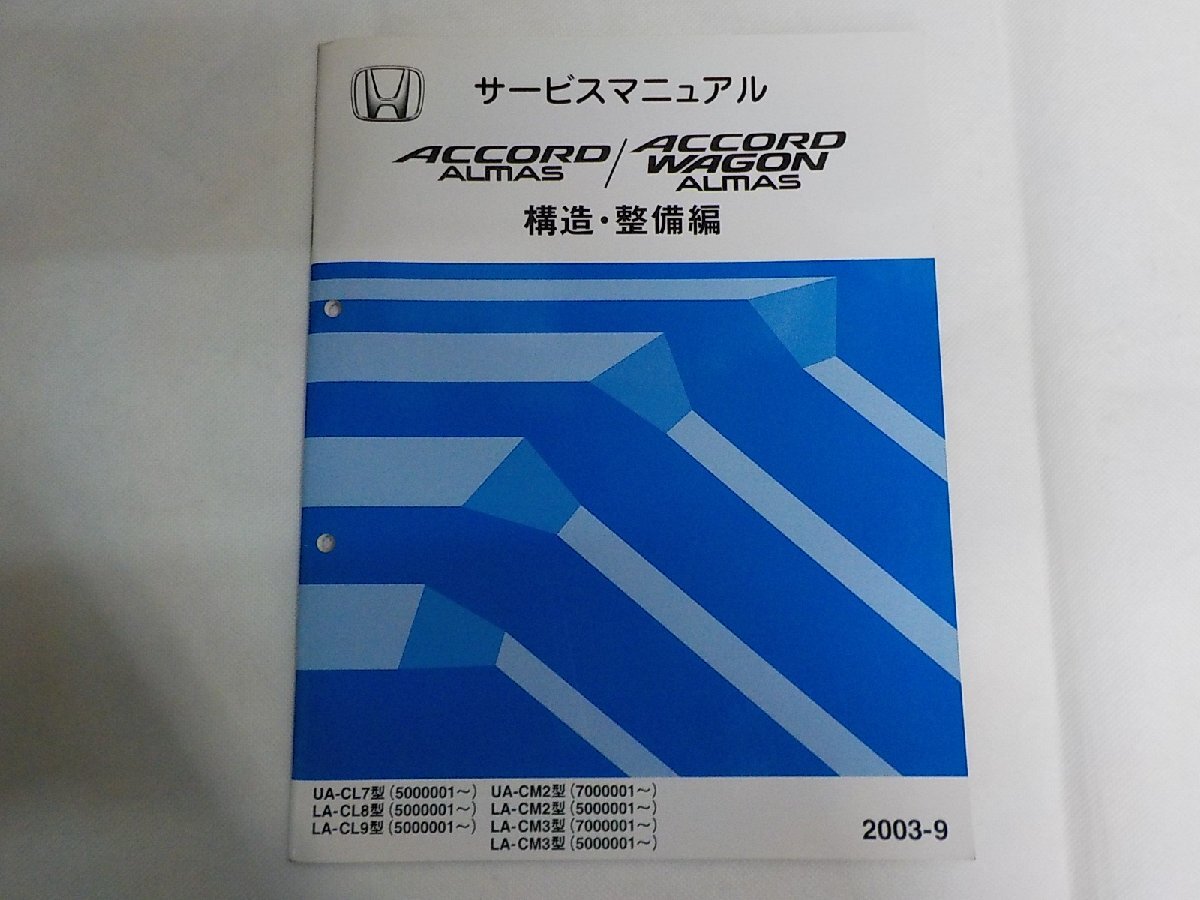 サービスマニュアル
ACCORD ALMAS / ACCORD WAGON ALMAS
構造・整備編
UA-CL7型 (5000001～) UA-CM2型 (7000001～)
LA-CL8型 (5000001～) LA-CM2型 (5000001～)
LA-CL9型 (5000001～) LA-CM3型 (7000001～)
LA-CM3型 (5000001～)
2003-9